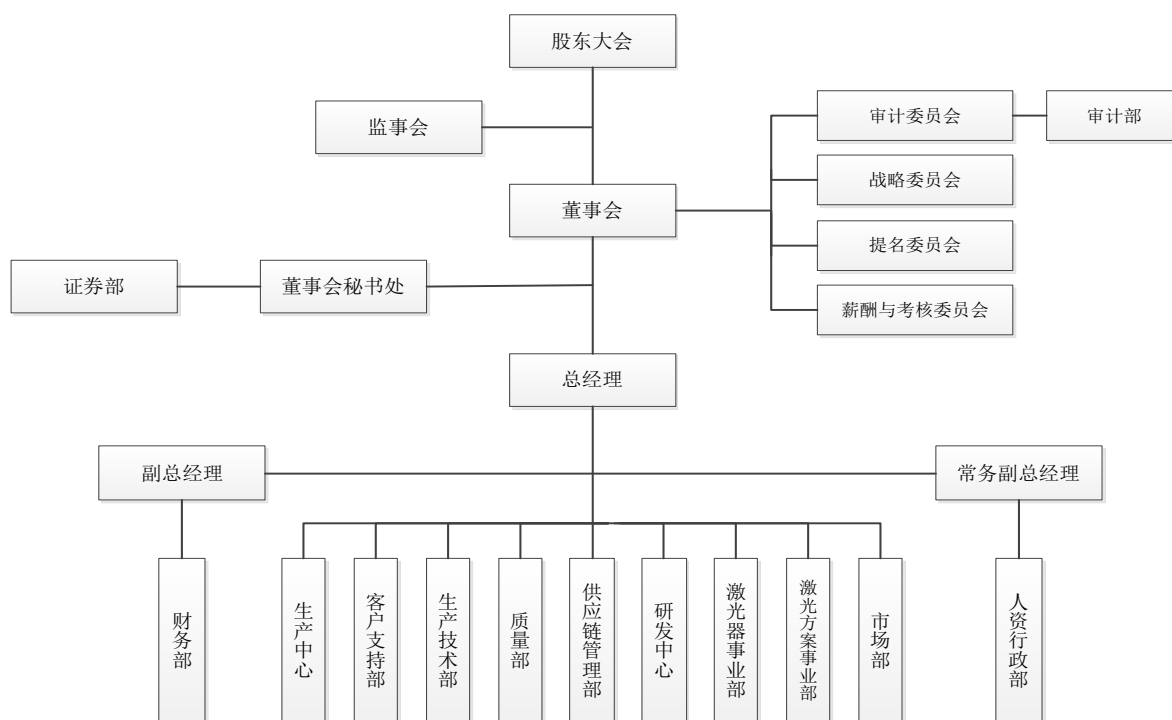 股东大会
监事会
审计委员会
审计部
战略委员会
董事会
提名委员会
证券部
董事会秘书处
薪酬与考核委员会
总经理
副总经理
常务副总经理
财务部
生产中心
客户支持部
生产技术部
质量部
供应链管理部
研发中心
激光器事业部
激光方案事业部
市场部
人资行政部